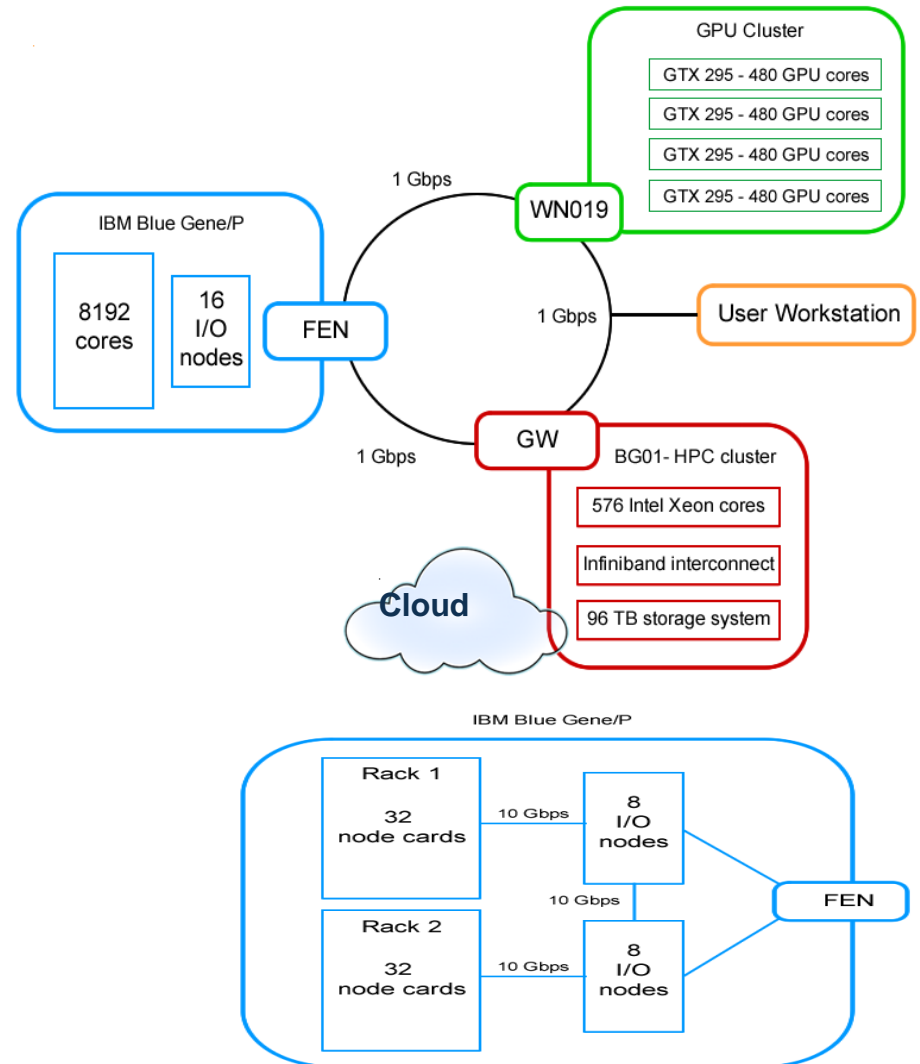 GPU Cluster
GTX 295 - 480 GPU cores
GTX 295 - 480 GPU cores
GTX 295 - 480 GPU cores
GTX 295 - 480 GPU cores
1 Gbps
WN019
IBM Blue Gene/P
8192
cores
16
I/O
nodes
FEN
1 Gbps
User Workstation
1 Gbps
GW
BG01- HPC cluster
576 Intel Xeon cores
Infiniband interconnect
96 TB storage system
Cloud
IBM Blue Gene/P
Rack 1
32
node cards
10 Gbps
8
I/O
nodes
10 Gbps
FEN
Rack 2
32
node cards
10 Gbps
8
I/O
nodes